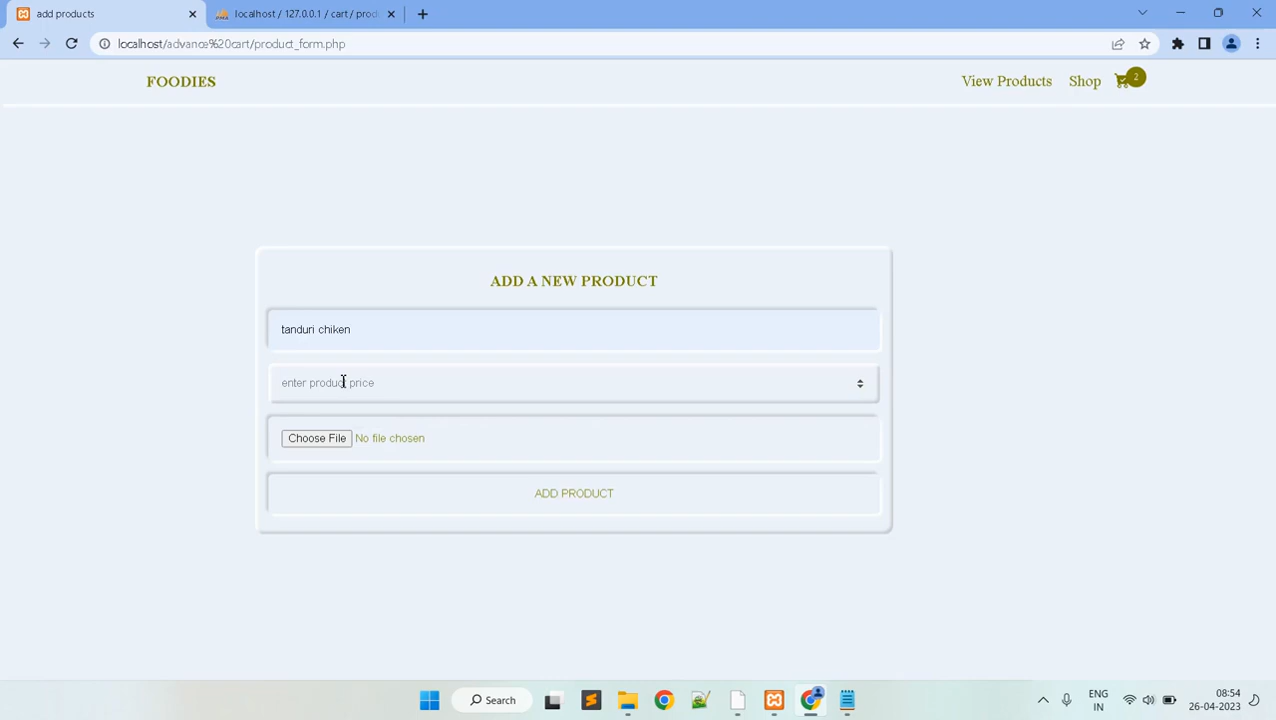 add products
localhost / 127.0.0.1 / cart / prod
localhost/advance%20cart/product_form.php
FOODIES
View Products
Shop
2
ADD A NEW PRODUCT
tanduri chiken
enter product price
Choose File No file chosen
ADD PRODUCT
Search
ENG
IN
08:54
26-04-2023